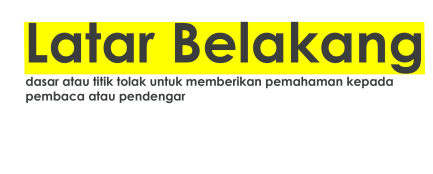 Latar Belakang
dasar atau titik tolak untuk memberikan pemahaman kepada
pembaca atau pendengar